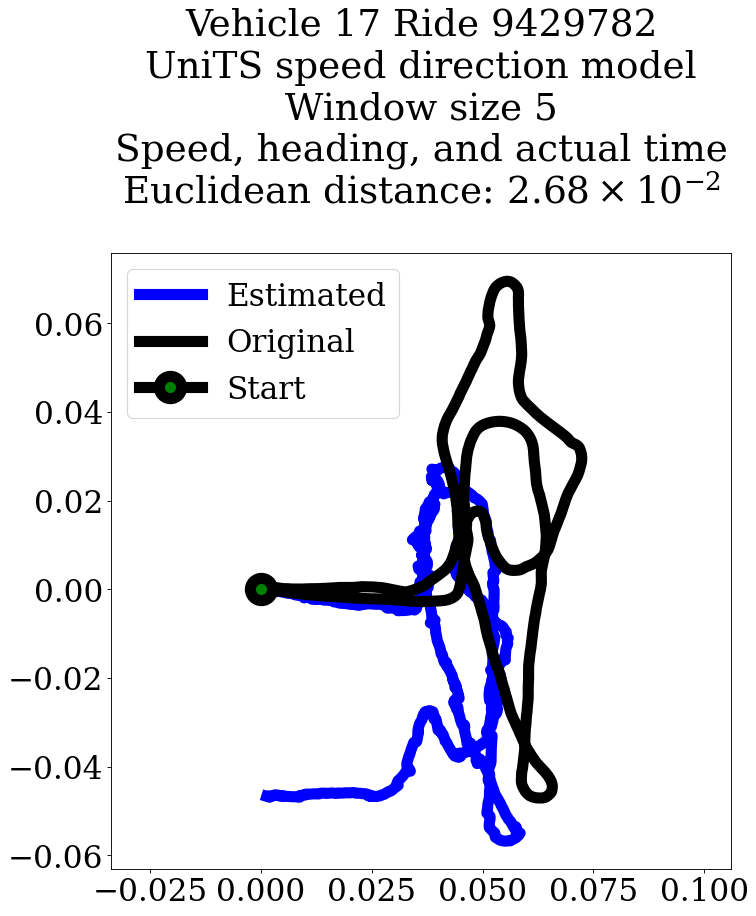 Vehicle 17 Ride 9429782
UniTS speed direction model
Window size 5
Speed, heading, and actual time
Euclidean distance: 2.68 × 10⁻²
Estimated
Original
Start
0.06
0.04
0.02
0.00
−0.02
−0.04
−0.06
−0.025 0.000 0.025 0.050 0.075 0.100